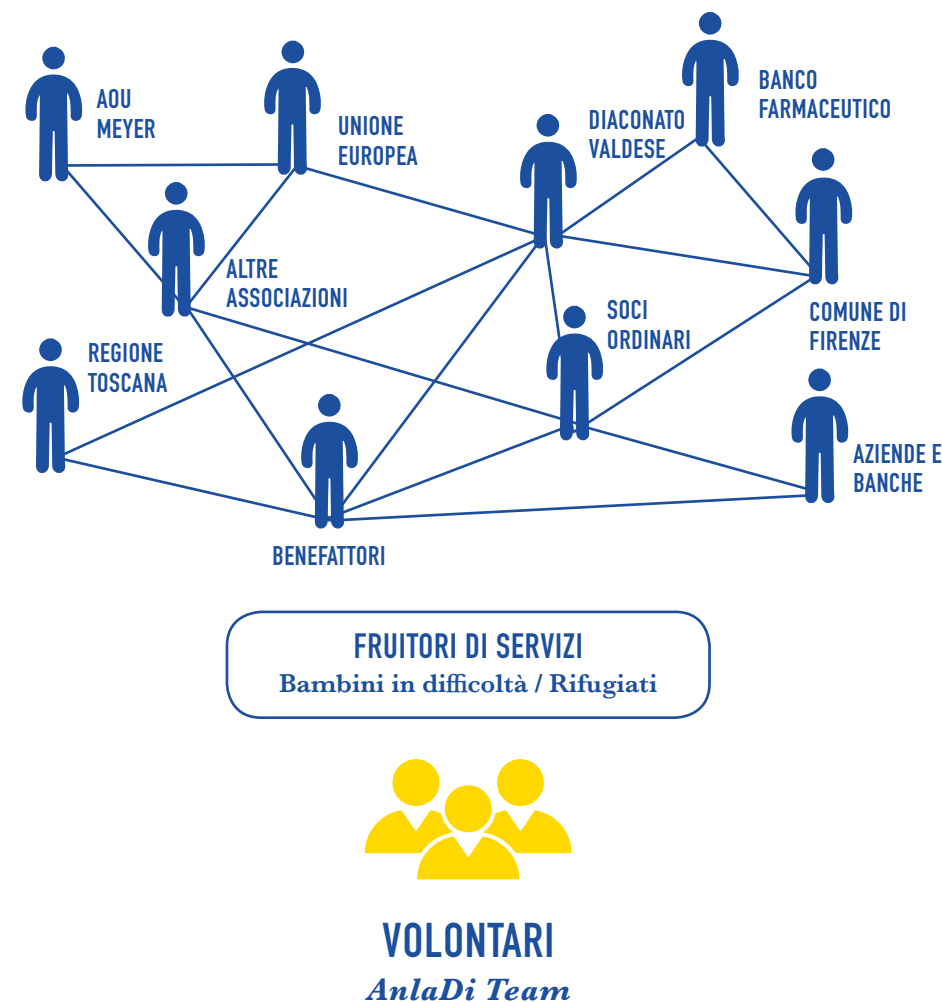 AOU
MEYER
UNIONE
EUROPEA
DIACONATO
VALDESE
BANCO
FARMACEUTICO
ALTRE
ASSOCIAZIONI
SOCI
ORDINARI
COMUNE DI
FIRENZE
REGIONE
TOSCANA
AZIENDE E
BANCHE
BENEFATTORI
FRUITORI DI SERVIZI
Bambini in difficoltà / Rifugiati
VOLONTARI
AnlaDi Team